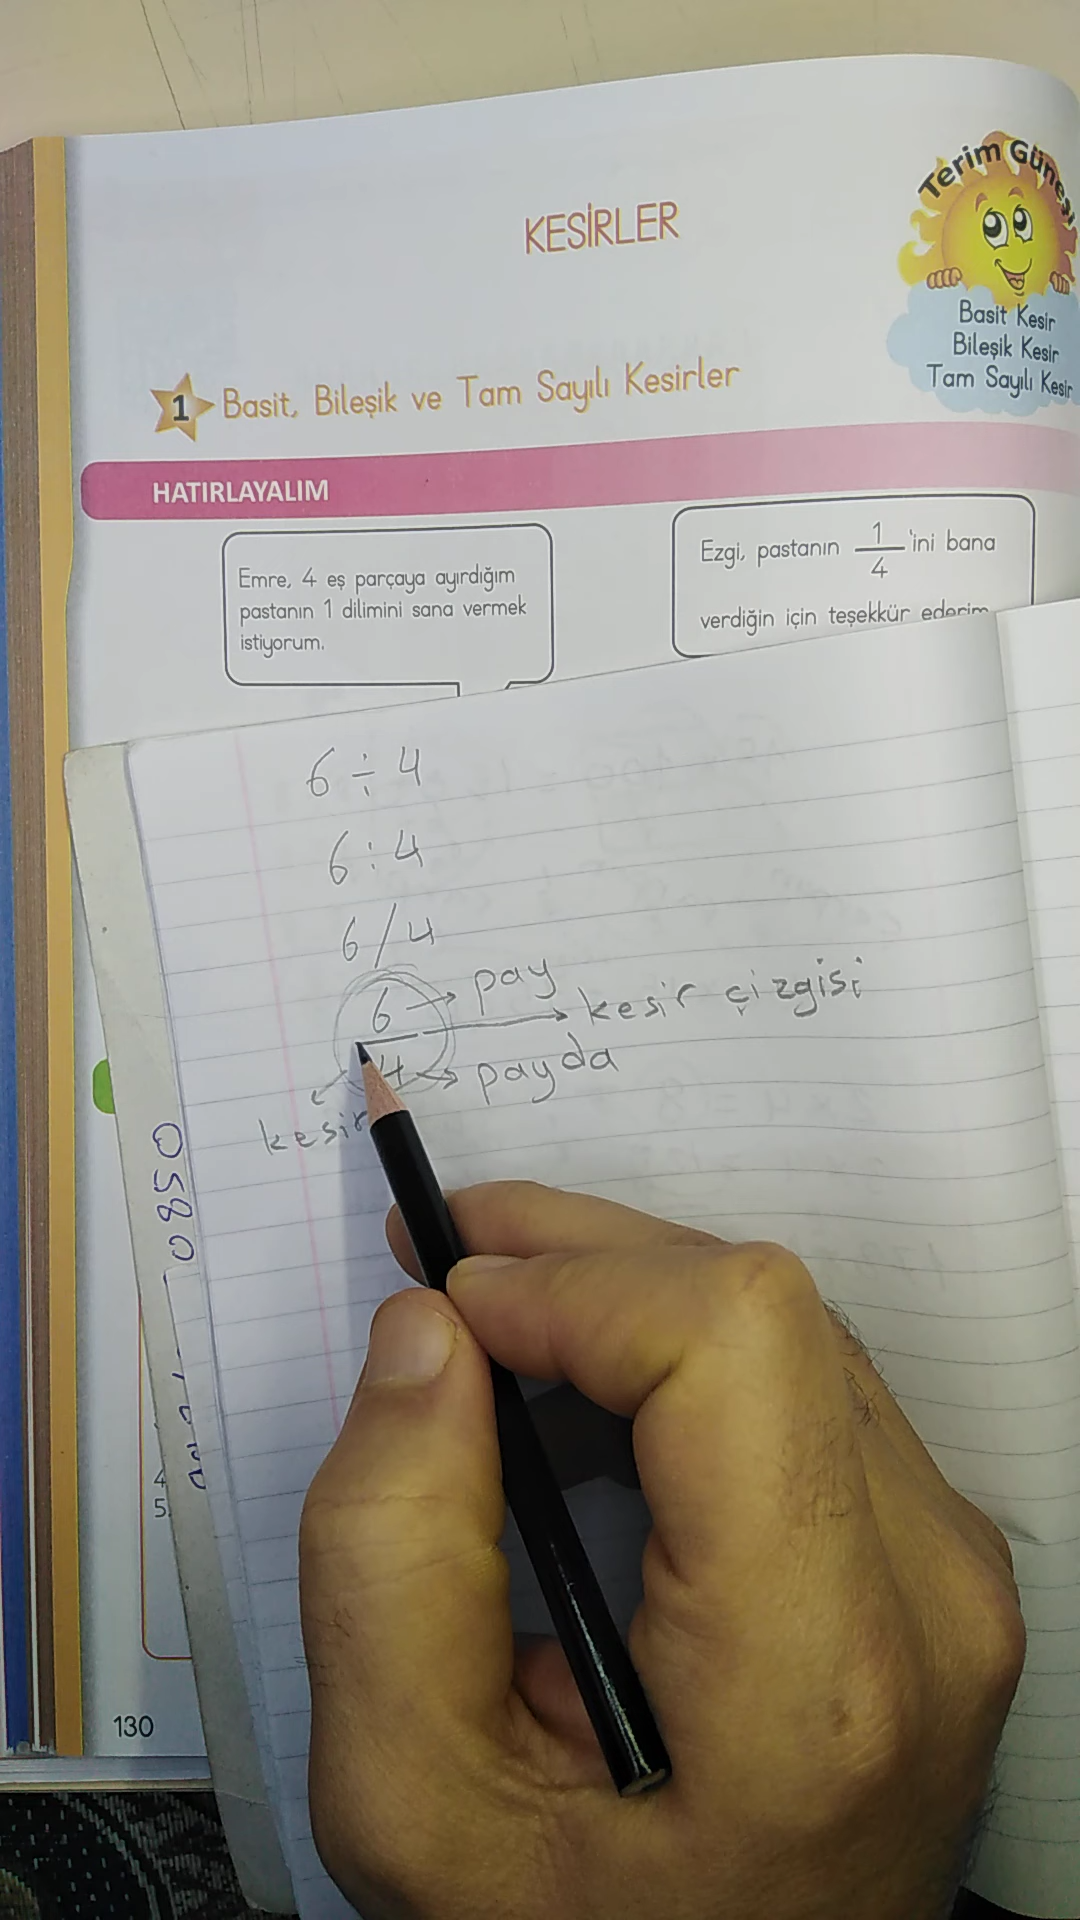 Terim Güneşi
KESİRLER
Basit Kesir
Bileşik Kesir
Tam Sayılı Kesir
1 Basit, Bileşik ve Tam Sayılı Kesirler
HATIRLAYALIM
Emre, 4 eş parçaya ayırdığım
pastanın 1 dilimini sana vermek
istiyorum.
Ezgi, pastanın 1/4 'ini bana
verdiğin için teşekkür ederim
6 ÷ 4
6 : 4
6 / 4
6 → pay
→ kesir çizgisi
4 → payda
kesir
0850
4
5.
130